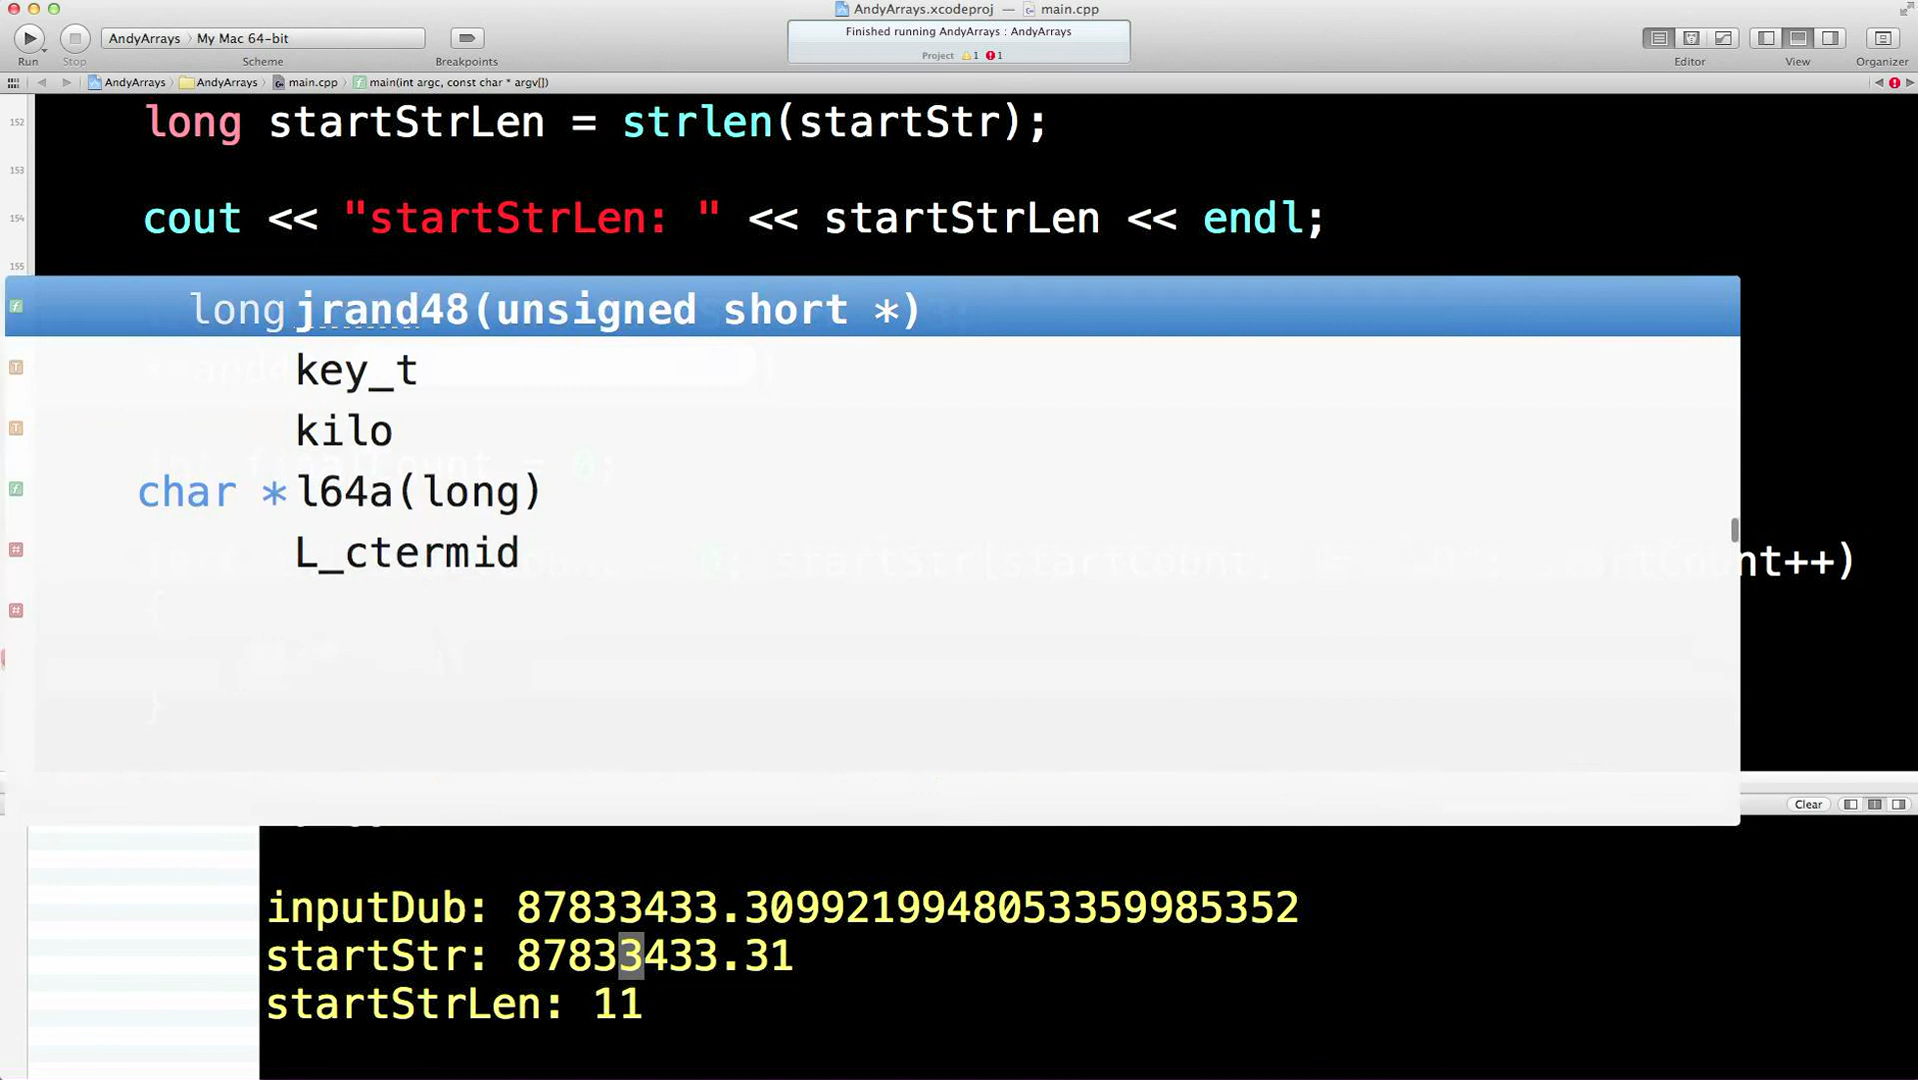 AndyArrays.xcodeproj — main.cpp
AndyArrays My Mac 64-bit
Finished running AndyArrays : AndyArrays
Project 1 1
Run Stop Scheme Breakpoints Editor View Organizer
AndyArrays AndyArrays main.cpp main(int argc, const char * argv[])
152 long startStrLen = strlen(startStr);
153
154 cout << "startStrLen: " << startStrLen << endl;
155
long jrand48(unsigned short *)
key_t
kilo
char * l64a(long)
L_ctermid
Clear
inputDub: 87833433.3099219948053359985352
startStr: 87833433.31
startStrLen: 11